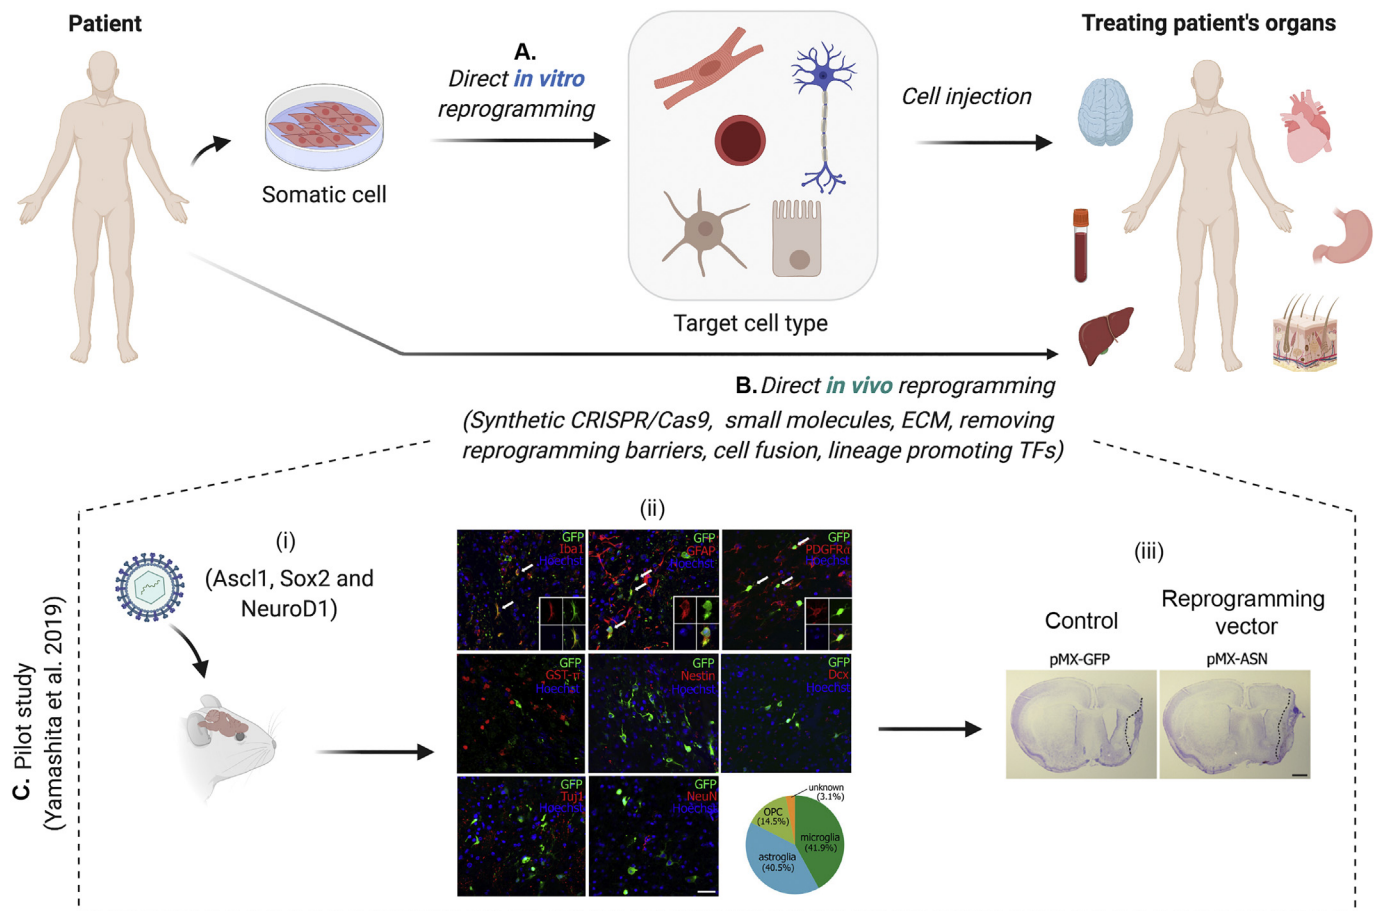 Patient
Treating patient's organs
A.
Direct in vitro
reprogramming)
Cell injection
Somatic cell
Target cell type
B. Direct in vivo reprogramming
(Synthetic CRISPR/Cas9, small molecules, ECM, removing
reprogramming barriers, cell fusion, lineage promoting TFs)
C. Pilot study
(Yamashita et al. 2019)
(i)
(Ascl1, Sox2 and
NeuroD1)
(ii)
GFP
Iba1
Hoechst
GFP
GFAP
Hoechst
GFP
PDGFRα
Hoechst
GFP
GST-π
Hoechst
GFP
Nestin
Hoechst
GFP
Dcx
Hoechst
GFP
Tuj1
Hoechst
GFP
NeuN
Hoechst
unknown
(3.1%)
OPC
(14.5%)
microglia
(41.9%)
astroglia
(40.5%)
(iii)
Control
Reprogramming
vector
pMX-GFP
pMX-ASN